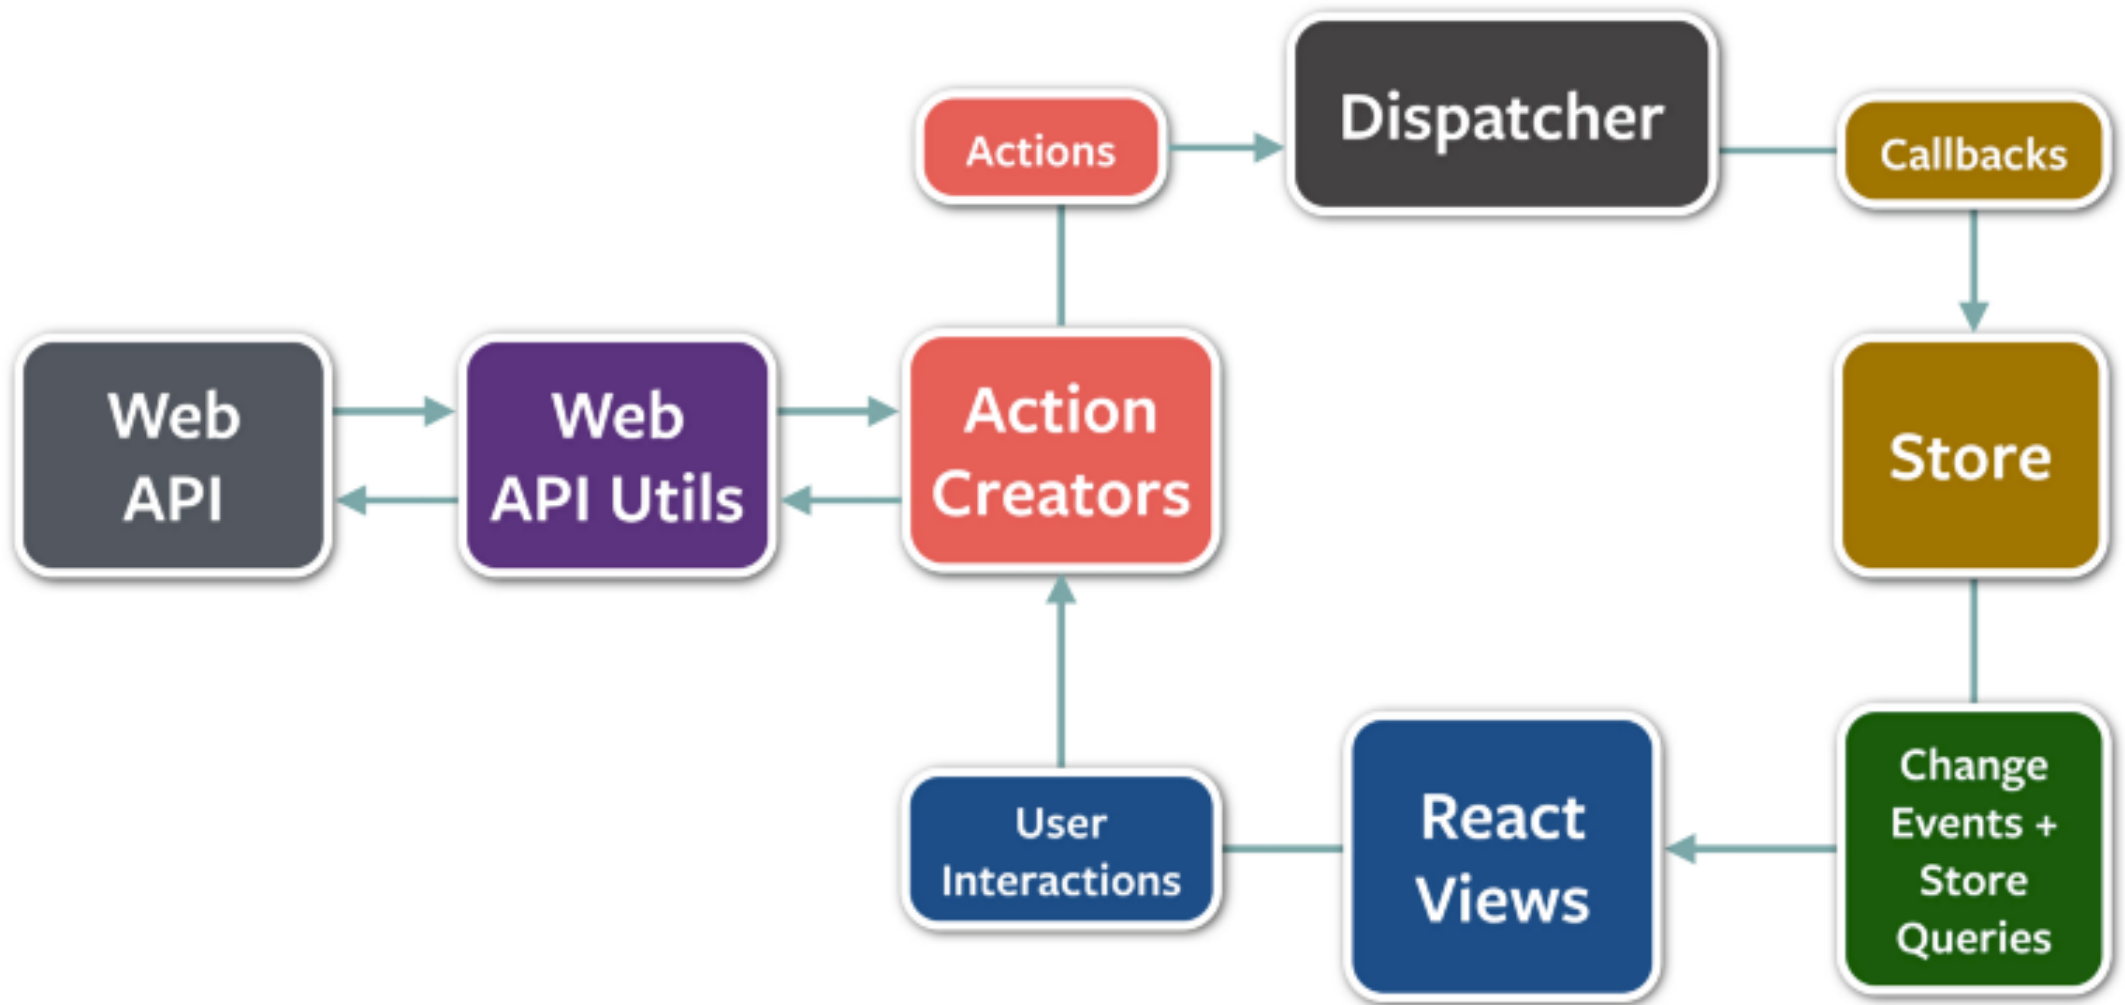 Dispatcher
Actions
Callbacks
Web
API
Web
API Utils
Action
Creators
Store
User
Interactions
React
Views
Change
Events +
Store
Queries